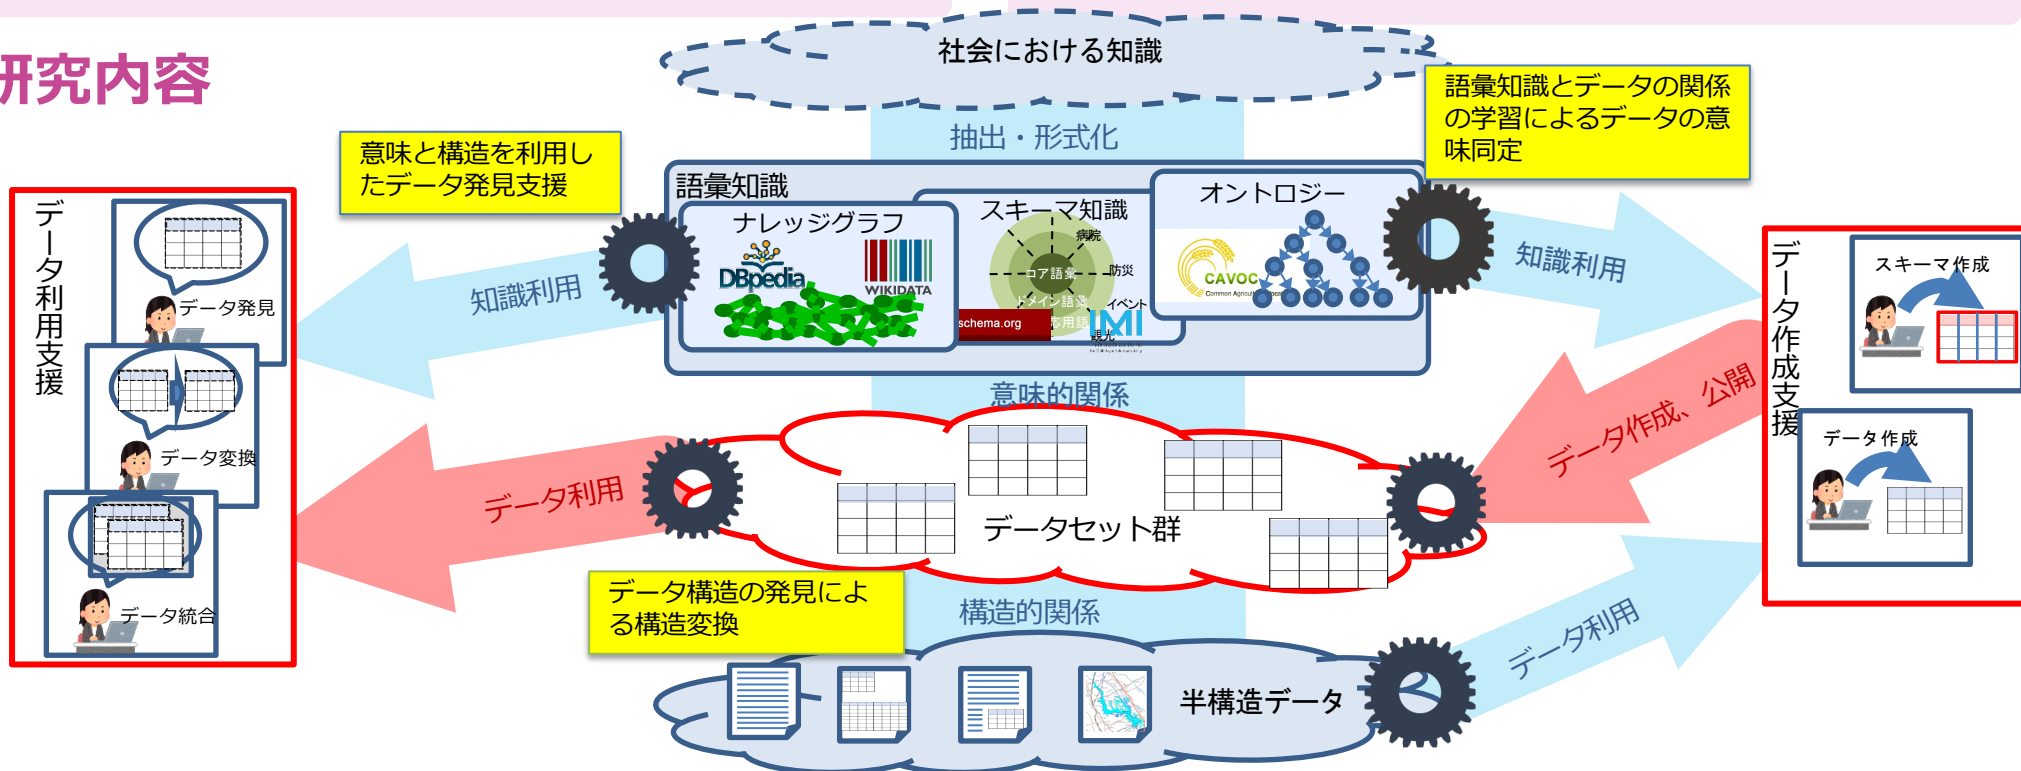 研究内容
社会における知識
抽出・形式化
語彙知識とデータの関係
の学習によるデータの意
味同定
意味と構造を利用し
たデータ発見支援
語彙知識
ナレッジグラフ
DBpedia
WIKIDATA
スキーマ知識
病院
コア語彙
防災
ドメイン語彙
イベント
schema.org
応用語
IMI
観光
オントロジー
CAVOC
知識利用
知識利用
データ利用支援
データ発見
データ変換
データ統合
データ作成支援
スキーマ作成
データ作成
意味的関係
データ作成、公開
データ利用
データセット群
データ構造の発見によ
る構造変換
構造的関係
データ利用
半構造データ